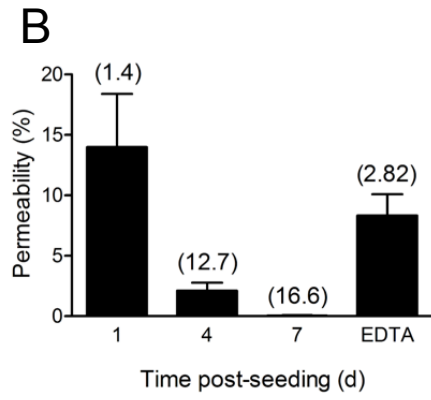 B
Permeability (%)
20
15
10
5
0
(1.4)
(12.7)
(16.6)
(2.82)
1 4 7 EDTA
Time post-seeding (d)